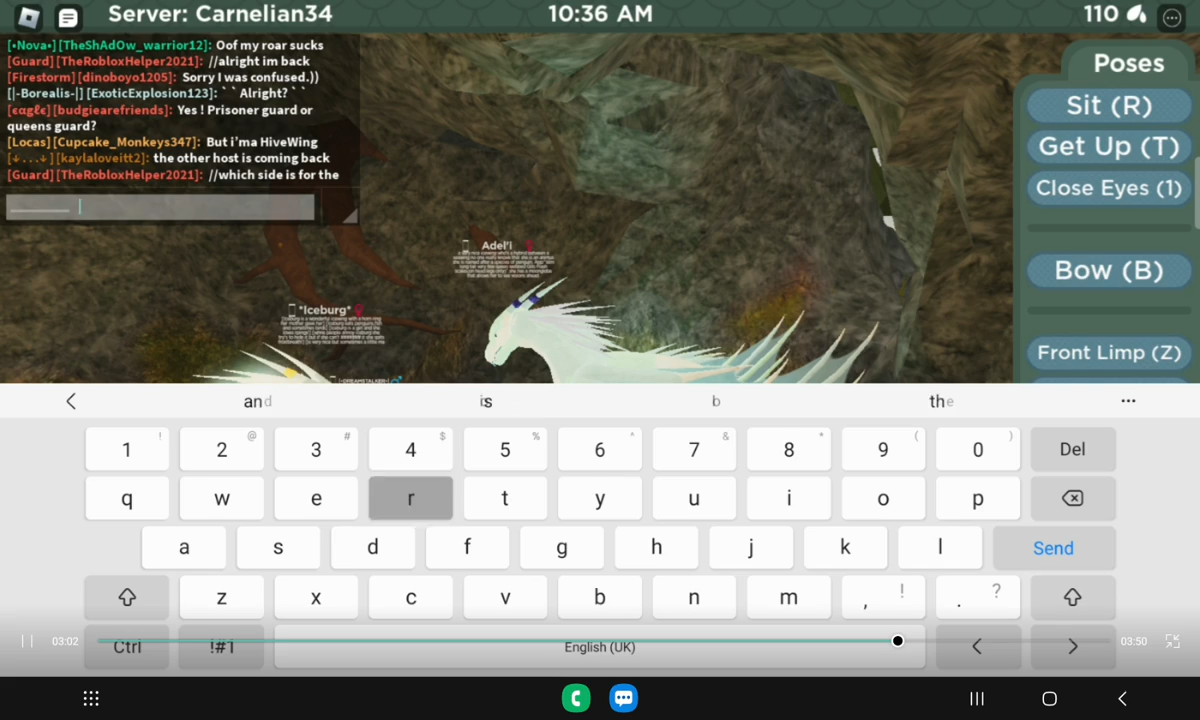 Server: Carnelian34
10:36 AM
110
[•Nova•][TheShAdOw_warrior12]: Oof my roar sucks
[Guard][TheRobloxHelper2021]: //alright im back
[Firestorm][dinoboyo1205]: Sorry I was confused.))
[|-Borealis-|][ExoticExplosion123]: ` ` Alright? ` `
[єαgℓє][budgiearefriends]: Yes ! Prisoner guard or
queens guard?
[Locas][Cupcake_Monkeys347]: But i'ma HiveWing
[↓...↓][kaylaloveitt2]: the other host is coming back
[Guard][TheRobloxHelper2021]: //which side is for the
Poses
Sit (R)
Get Up (T)
Close Eyes (1)
Bow (B)
Front Limp (Z)
Adel'i
*Iceburg*
[-DREAMSTALKER-]
and is b the ...
! @ # $ % ^ & * ( )
1 2 3 4 5 6 7 8 9 0 Del
q w e r t y u i o p
a s d f g h j k l Send
z x c v b n m , ! . ?
03:02 Ctrl !#1 English (UK) < > 03:50